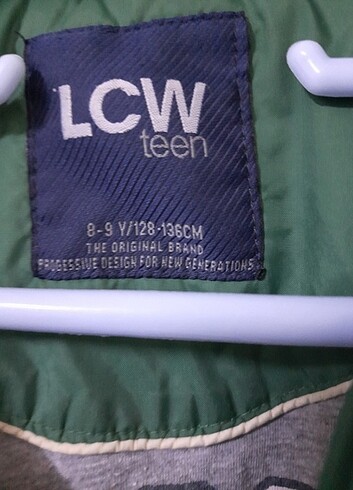 LCW
teen
8-9 Y/128-136CM
THE ORIGINAL BRAND
PROGESSIVE DESIGN FOR NEW GENERATIONS